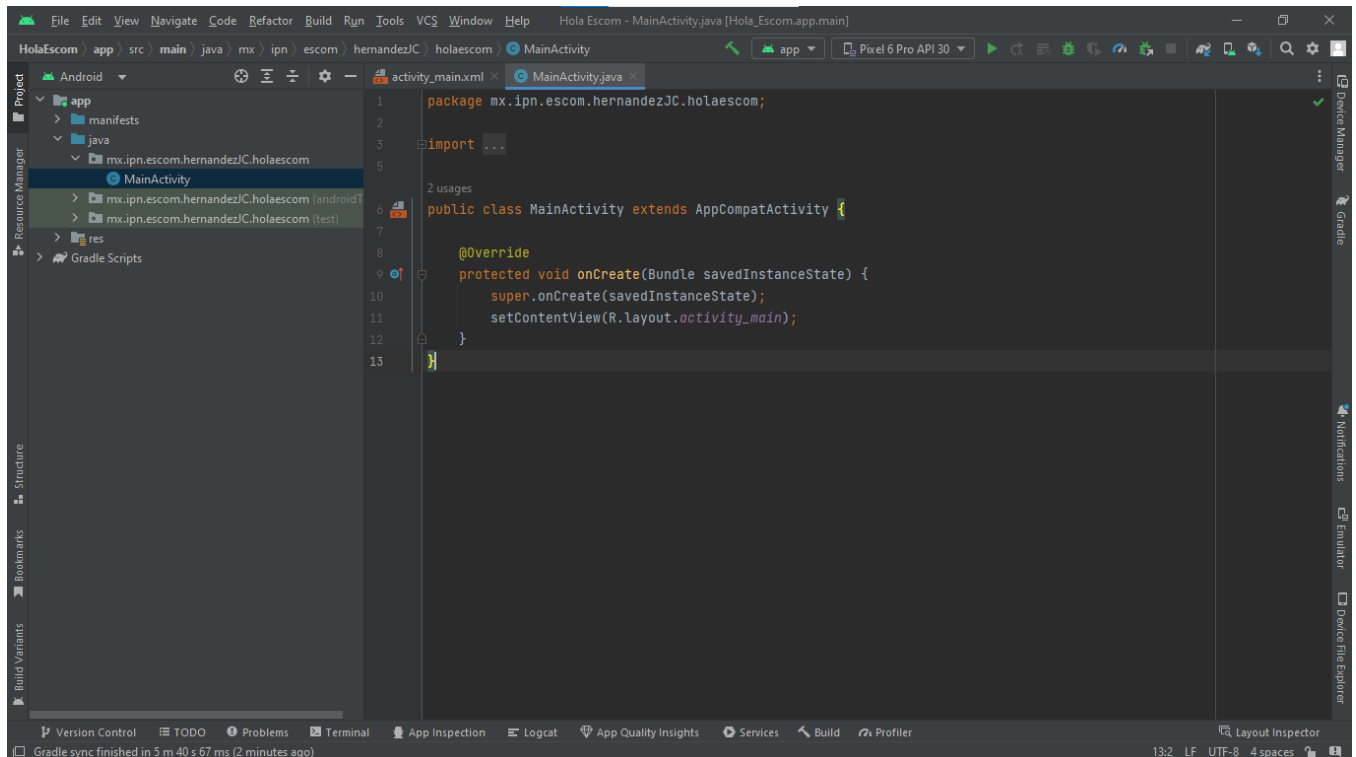 File Edit View Navigate Code Refactor Build Run Tools VCS Window Help Hola Escom - MainActivity.java [Hola_Escom.app.main]
HolaEscom app src main java mx ipn escom hernandezJC holaescom MainActivity app Pixel 6 Pro API 30
Project
Resource Manager
Structure
Bookmarks
Build Variants
Android
app
manifests
java
mx.ipn.escom.hernandezJC.holaescom
MainActivity
mx.ipn.escom.hernandezJC.holaescom (androidT
mx.ipn.escom.hernandezJC.holaescom (test)
res
Gradle Scripts
activity_main.xml MainActivity.java
1 package mx.ipn.escom.hernandezJC.holaescom;
2
3 import ...
5
2 usages
6 public class MainActivity extends AppCompatActivity {
7
8 @Override
9 protected void onCreate(Bundle savedInstanceState) {
10 super.onCreate(savedInstanceState);
11 setContentView(R.layout.activity_main);
12 }
13 }
Device Manager
Gradle
Notifications
Emulator
Device File Explorer
Version Control TODO Problems Terminal App Inspection Logcat App Quality Insights Services Build Profiler Layout Inspector
Gradle sync finished in 5 m 40 s 67 ms (2 minutes ago) 13:2 LF UTF-8 4 spaces